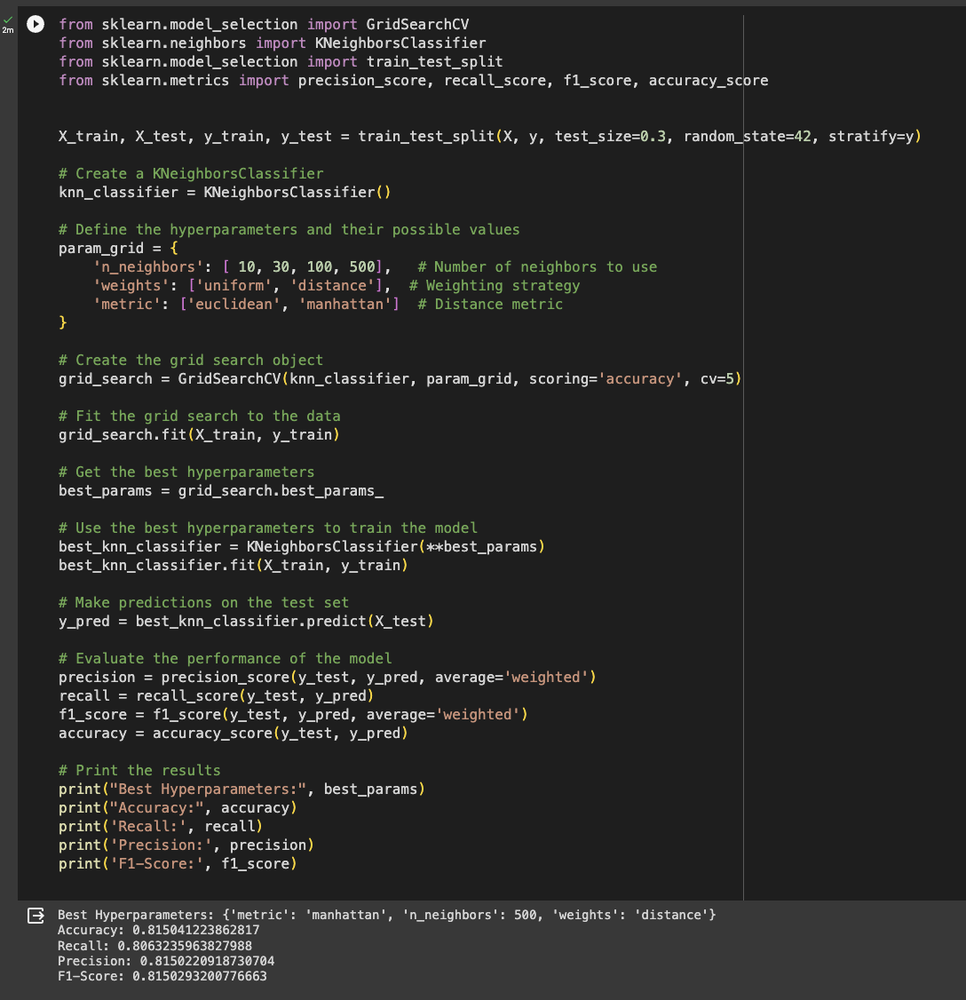 2m
from sklearn.model_selection import GridSearchCV
from sklearn.neighbors import KNeighborsClassifier
from sklearn.model_selection import train_test_split
from sklearn.metrics import precision_score, recall_score, f1_score, accuracy_score
X_train, X_test, y_train, y_test = train_test_split(X, y, test_size=0.3, random_state=42, stratify=y)
# Create a KNeighborsClassifier
knn_classifier = KNeighborsClassifier()
# Define the hyperparameters and their possible values
param_grid = {
    'n_neighbors': [ 10, 30, 100, 500],   # Number of neighbors to use
    'weights': ['uniform', 'distance'],  # Weighting strategy
    'metric': ['euclidean', 'manhattan']  # Distance metric
}
# Create the grid search object
grid_search = GridSearchCV(knn_classifier, param_grid, scoring='accuracy', cv=5)
# Fit the grid search to the data
grid_search.fit(X_train, y_train)
# Get the best hyperparameters
best_params = grid_search.best_params_
# Use the best hyperparameters to train the model
best_knn_classifier = KNeighborsClassifier(**best_params)
best_knn_classifier.fit(X_train, y_train)
# Make predictions on the test set
y_pred = best_knn_classifier.predict(X_test)
# Evaluate the performance of the model
precision = precision_score(y_test, y_pred, average='weighted')
recall = recall_score(y_test, y_pred)
f1_score = f1_score(y_test, y_pred, average='weighted')
accuracy = accuracy_score(y_test, y_pred)
# Print the results
print("Best Hyperparameters:", best_params)
print("Accuracy:", accuracy)
print('Recall:', recall)
print('Precision:', precision)
print('F1-Score:', f1_score)
Best Hyperparameters: {'metric': 'manhattan', 'n_neighbors': 500, 'weights': 'distance'}
Accuracy: 0.815041223862817
Recall: 0.8063235963827988
Precision: 0.8150220918730704
F1-Score: 0.8150293200776663